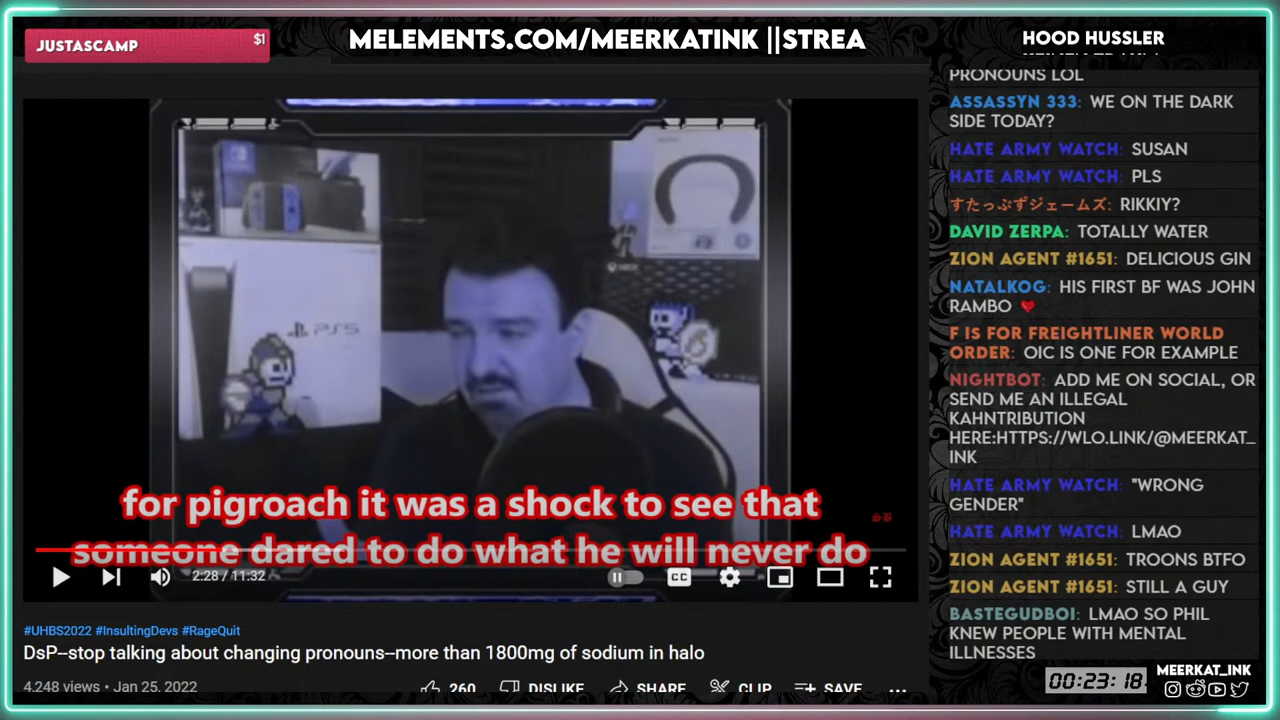 JUSTASCAMP
$1
MELEMENTS.COM/MEERKATINK ||STREA
HOOD HUSSLER
PRONOUNS LOL
ASSASSYN 333: WE ON THE DARK
SIDE TODAY?
HATE ARMY WATCH: SUSAN
HATE ARMY WATCH: PLS
すたっぷずジェームズ: RIKKIY?
DAVID ZERPA: TOTALLY WATER
ZION AGENT #1651: DELICIOUS GIN
NATALKOG: HIS FIRST BF WAS JOHN
RAMBO
F IS FOR FREIGHTLINER WORLD
ORDER: OIC IS ONE FOR EXAMPLE
NIGHTBOT: ADD ME ON SOCIAL, OR
SEND ME AN ILLEGAL
KAHNTRIBUTION
HERE:HTTPS://WLO.LINK/@MEERKAT_
INK
HATE ARMY WATCH: "WRONG
GENDER"
HATE ARMY WATCH: LMAO
ZION AGENT #1651: TROONS BTFO
ZION AGENT #1651: STILL A GUY
BASTEGUDBOI: LMAO SO PHIL
KNEW PEOPLE WITH MENTAL
ILLNESSES
PS5
for pigroach it was a shock to see that
someone dared to do what he will never do
2:28 / 11:32
CC
#UHBS2022 #InsultingDevs #RageQuit
DsP--stop talking about changing pronouns--more than 1800mg of sodium in halo
4,248 views • Jan 25, 2022
260
DISLIKE
SHARE
CLIP
SAVE
00:23:18
MEERKAT_INK